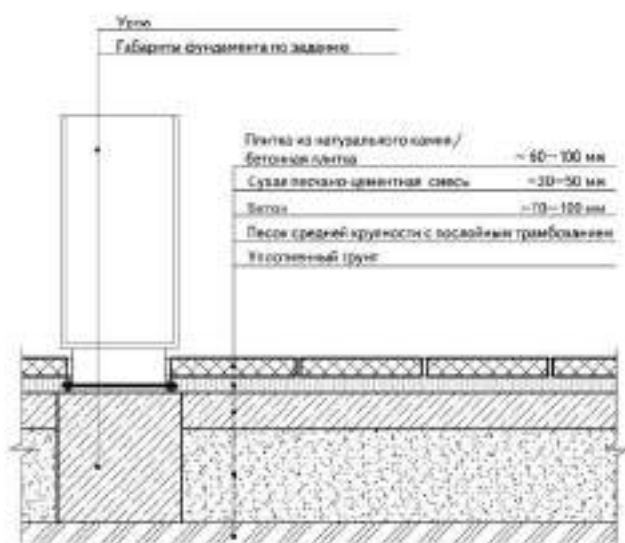 Урна
Габариты фундамента по заданию
Плитка из натурального камня/
бетонная плитка ~ 60–100 мм
Сухая песчано-цементная смесь ~30–50 мм
Бетон ~70–100 мм
Песок средней крупности с послойным трамбованием
Уплотненный грунт